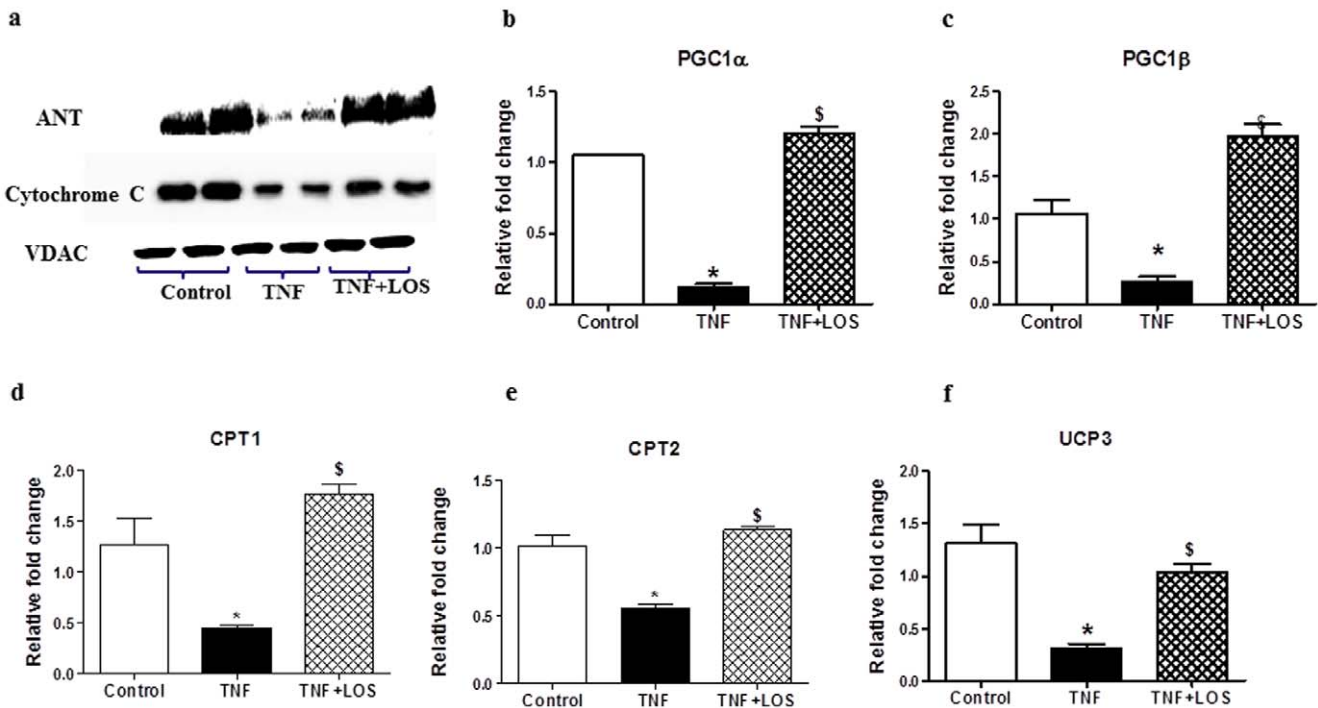 a
ANT
Cytochrome C
VDAC
Control TNF TNF+LOS
b
PGC1α
Relative fold change
1.5
1.0
0.5
0.0
*
$
Control TNF TNF+LOS
c
PGC1β
Relative fold change
2.5
2.0
1.5
1.0
0.5
0.0
*
$
Control TNF TNF+LOS
d
CPT1
Relative fold change
2.0
1.5
1.0
0.5
0.0
*
$
Control TNF TNF+LOS
e
CPT2
Relative fold change
1.5
1.0
0.5
0.0
*
$
Control TNF TNF+LOS
f
UCP3
Relative fold change
2.0
1.5
1.0
0.5
0.0
*
$
Control TNF TNF+LOS